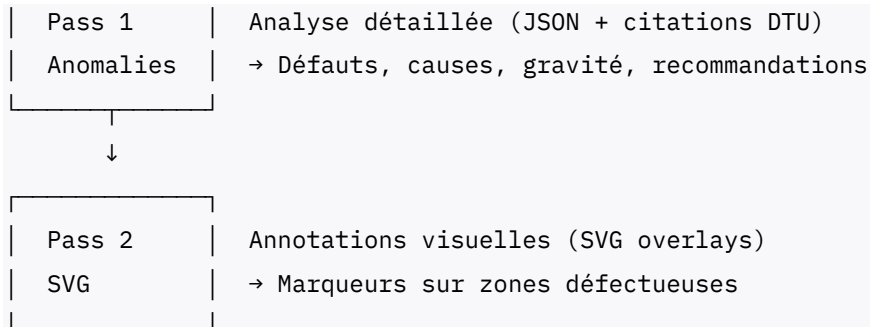 Pass 1 Analyse détaillée (JSON + citations DTU)
Anomalies → Défauts, causes, gravité, recommandations
↓
Pass 2 Annotations visuelles (SVG overlays)
SVG → Marqueurs sur zones défectueuses